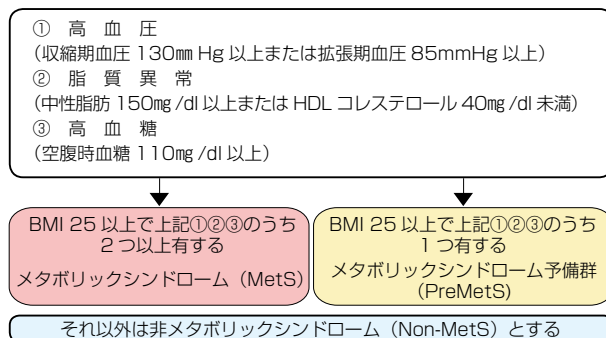 ① 高 血 圧
(収縮期血圧 130㎜ Hg 以上または拡張期血圧 85mmHg 以上)
② 脂 質 異 常
(中性脂肪 150㎎ /dl 以上または HDL コレステロール 40㎎ /dl 未満)
③ 高 血 糖
(空腹時血糖 110㎎ /dl 以上)
BMI 25 以上で上記①②③のうち
2 つ以上有する
メタボリックシンドローム（MetS）
BMI 25 以上で上記①②③のうち
1 つ有する
メタボリックシンドローム予備群
(PreMetS)
それ以外は非メタボリックシンドローム（Non-MetS）とする